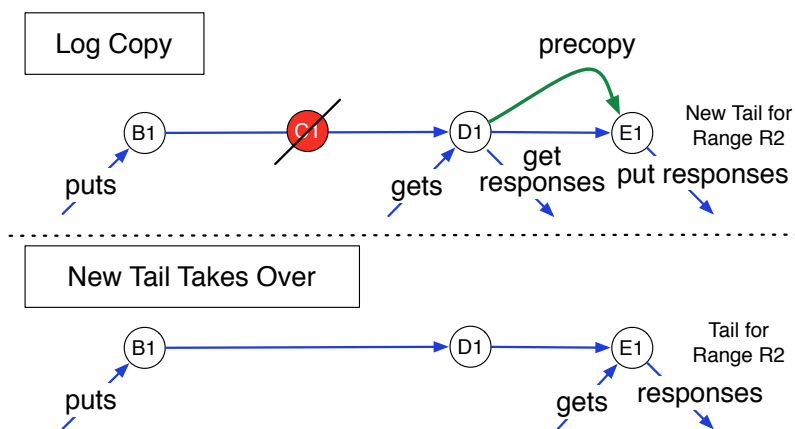 Log Copy
precopy
B1
C1
D1
E1
New Tail for
Range R2
puts
gets
get
responses
put responses
New Tail Takes Over
B1
D1
E1
Tail for
Range R2
puts
gets
responses